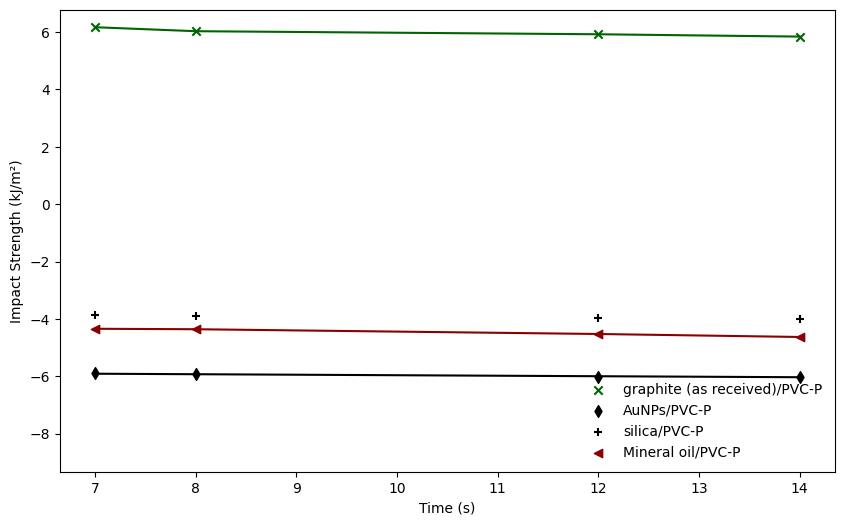 6
4
2
0
−2
−4
−6
−8
Impact Strength (kJ/m²)
graphite (as received)/PVC-P
AuNPs/PVC-P
silica/PVC-P
Mineral oil/PVC-P
7 8 9 10 11 12 13 14
Time (s)